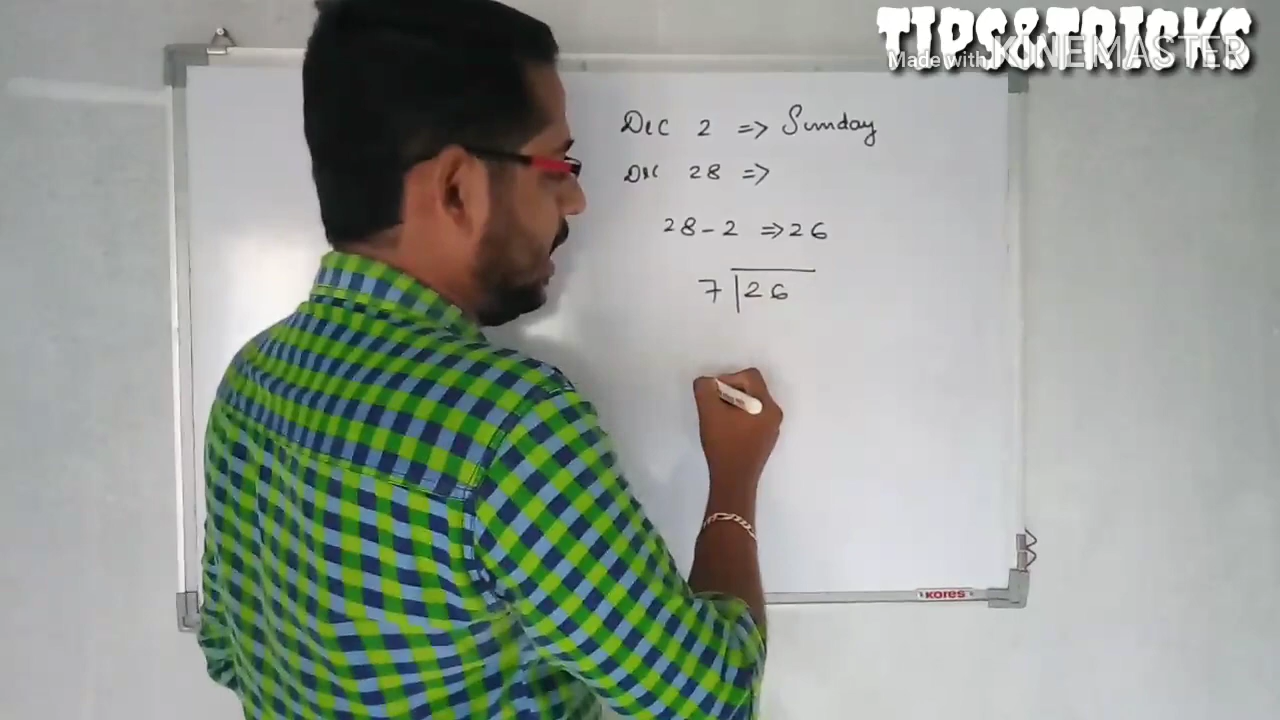 TIPS&TRICKS
Made with KINEMASTER
Dec 2 => Sunday
Dec 28 =>
28-2 => 26
7 26
KORES